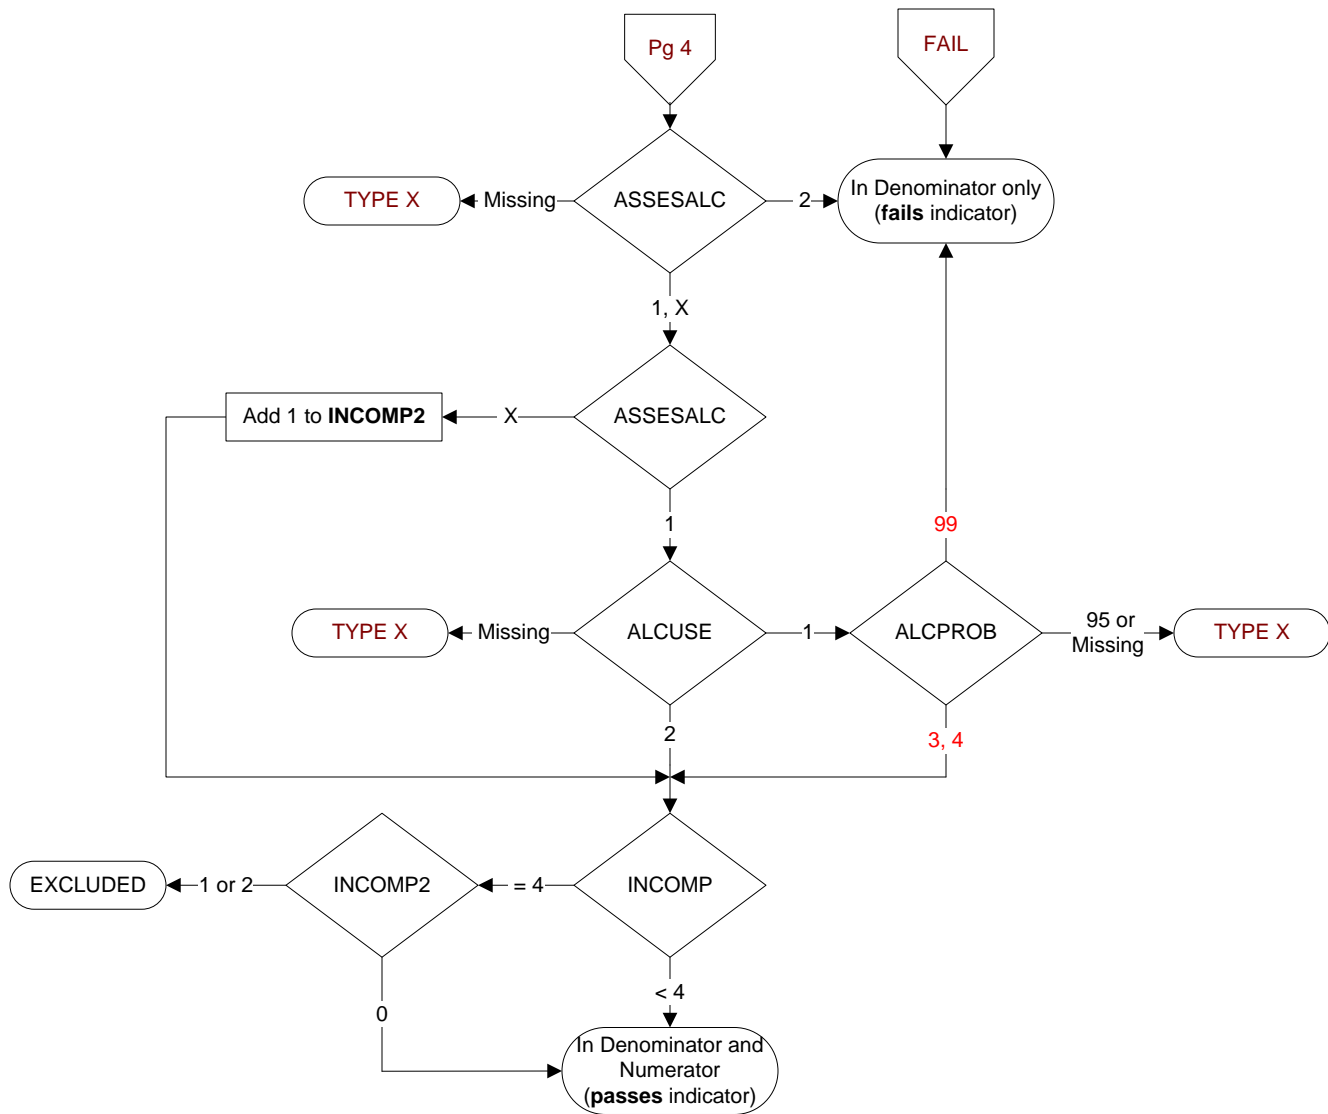 Pg 4
FAIL
TYPE X
Missing
ASSESALC
2
In Denominator only
(fails indicator)
1, X
Add 1 to INCOMP2
X
ASSESALC
1
99
TYPE X
Missing
ALCUSE
1
ALCPROB
95 or
Missing
TYPE X
2
3, 4
EXCLUDED
1 or 2
INCOMP2
= 4
INCOMP
< 4
0
In Denominator and
Numerator
(passes indicator)